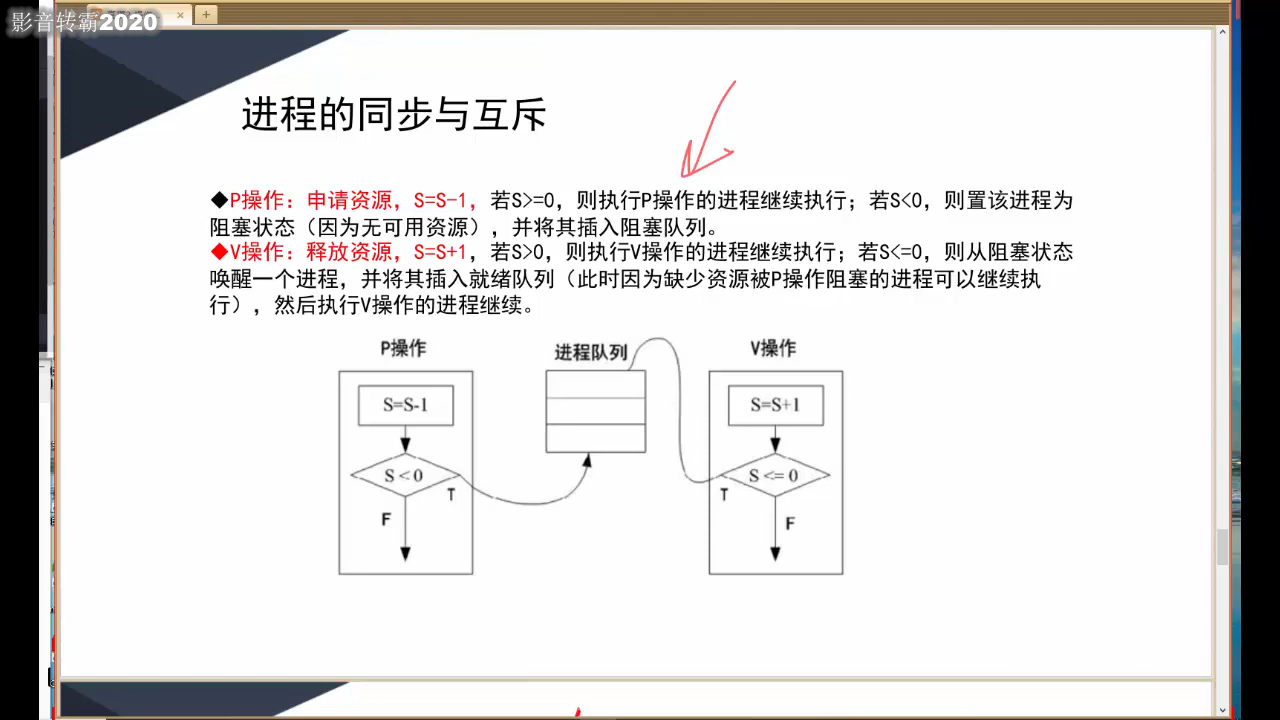 影音转霸2020
进程的同步与互斥
◆P操作：申请资源，S=S-1，若S>=0，则执行P操作的进程继续执行；若S<0，则置该进程为
阻塞状态（因为无可用资源），并将其插入阻塞队列。
◆V操作：释放资源，S=S+1，若S>0，则执行V操作的进程继续执行；若S<=0，则从阻塞状态
唤醒一个进程，并将其插入就绪队列（此时因为缺少资源被P操作阻塞的进程可以继续执
行），然后执行V操作的进程继续。
P操作
进程队列
V操作
S=S-1
S=S+1
S < 0
S <= 0
T
T
F
F